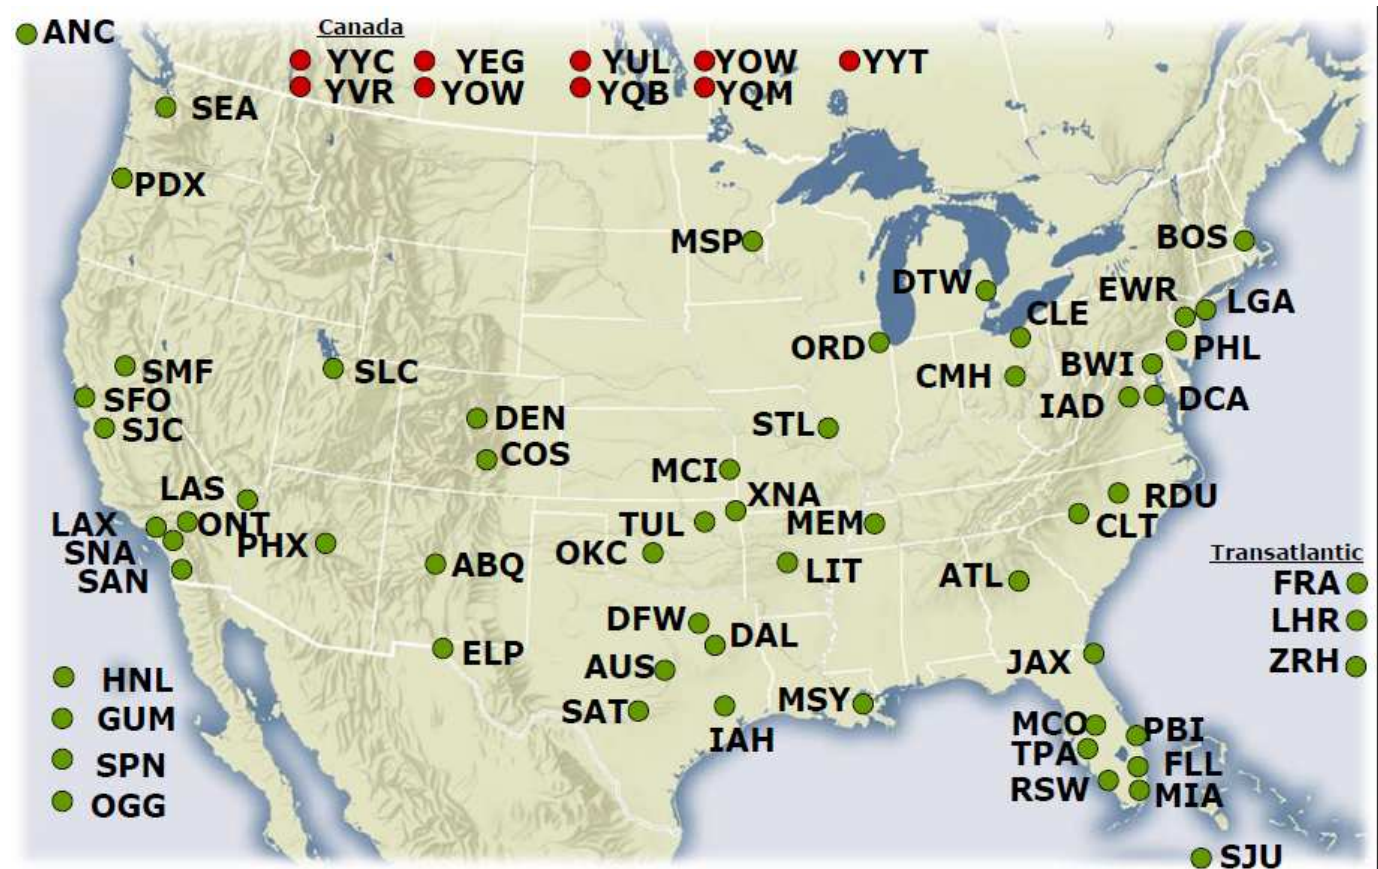 ANC
Canada
YYC YEG YUL YOW YYT
YVR YOW YQB YQM
SEA
PDX
MSP
BOS
DTW
EWR
LGA
CLE
ORD
PHL
BWI
SMF
SLC
CMH
SFO
IAD
DCA
DEN
SJC
STL
COS
MCI
LAS
XNA
RDU
LAX
ONT
TUL
MEM
CLT
SNA
PHX
OKC
Transatlantic
SAN
ABQ
LIT
ATL
FRA
DFW
LHR
DAL
ELP
JAX
ZRH
AUS
HNL
MSY
SAT
GUM
MCO
PBI
IAH
TPA
SPN
FLL
RSW
MIA
OGG
SJU